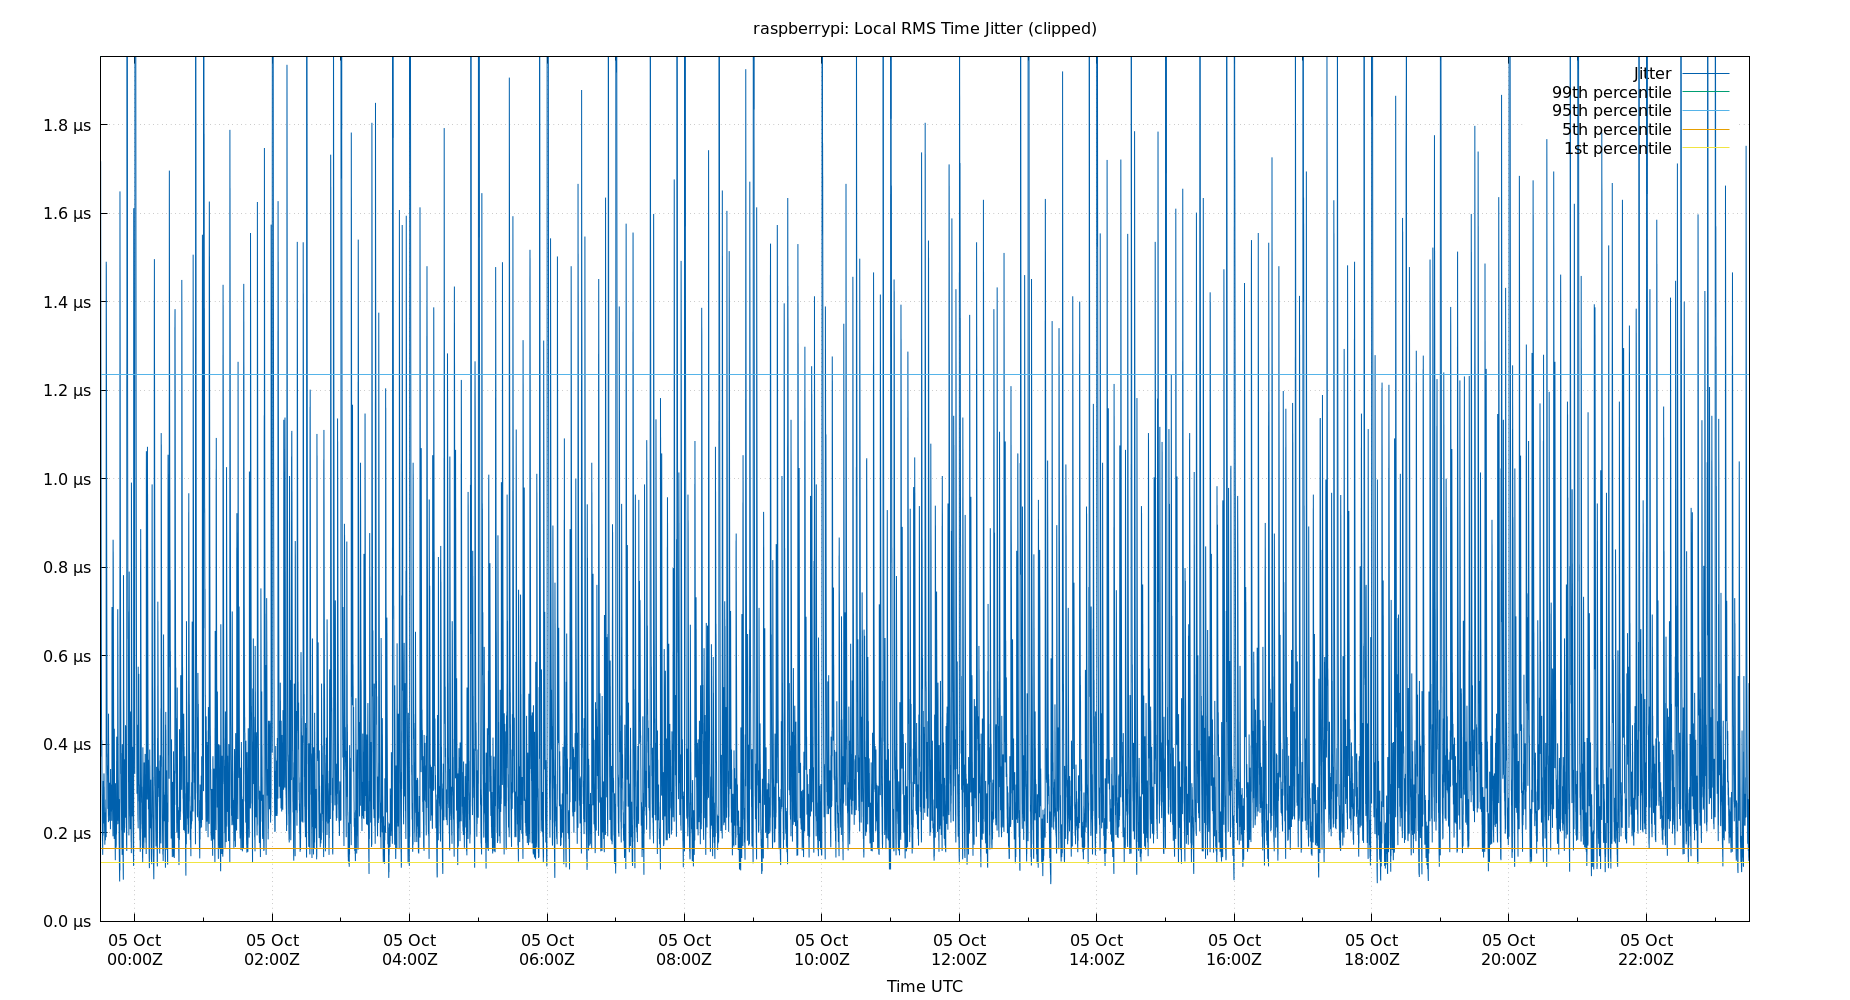 raspberrypi: Local RMS Time Jitter (clipped)
Jitter
99th percentile
95th percentile
5th percentile
1st percentile
1.8 µs
1.6 µs
1.4 µs
1.2 µs
1.0 µs
0.8 µs
0.6 µs
0.4 µs
0.2 µs
0.0 µs
05 Oct 05 Oct 05 Oct 05 Oct 05 Oct 05 Oct 05 Oct 05 Oct 05 Oct 05 Oct 05 Oct 05 Oct
00:00Z 02:00Z 04:00Z 06:00Z 08:00Z 10:00Z 12:00Z 14:00Z 16:00Z 18:00Z 20:00Z 22:00Z
Time UTC